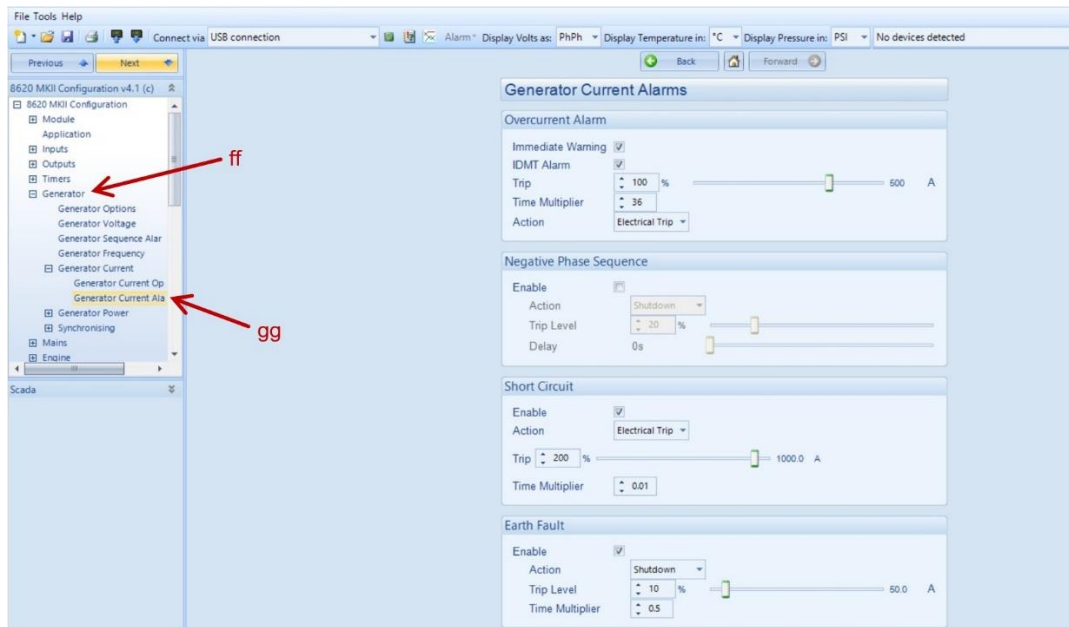 File Tools Help
Connect via USB connection Alarm Display Volts as: PhPh Display Temperature in: °C Display Pressure in: PSI No devices detected
Previous Next
Back Forward
8620 MKII Configuration v4.1 (c)
8620 MKII Configuration
Module
Application
Inputs
Outputs
Timers
Generator
Generator Options
Generator Voltage
Generator Sequence Alar
Generator Frequency
Generator Current
Generator Current Op
Generator Current Ala
Generator Power
Synchronising
Mains
Engine
Scada
ff
gg
Generator Current Alarms
Overcurrent Alarm
Immediate Warning
IDMT Alarm
Trip 100 % 500 A
Time Multiplier 36
Action Electrical Trip
Negative Phase Sequence
Enable
Action Shutdown
Trip Level 20 %
Delay 0s
Short Circuit
Enable
Action Electrical Trip
Trip 200 % 1000.0 A
Time Multiplier 0.01
Earth Fault
Enable
Action Shutdown
Trip Level 10 % 50.0 A
Time Multiplier 0.5